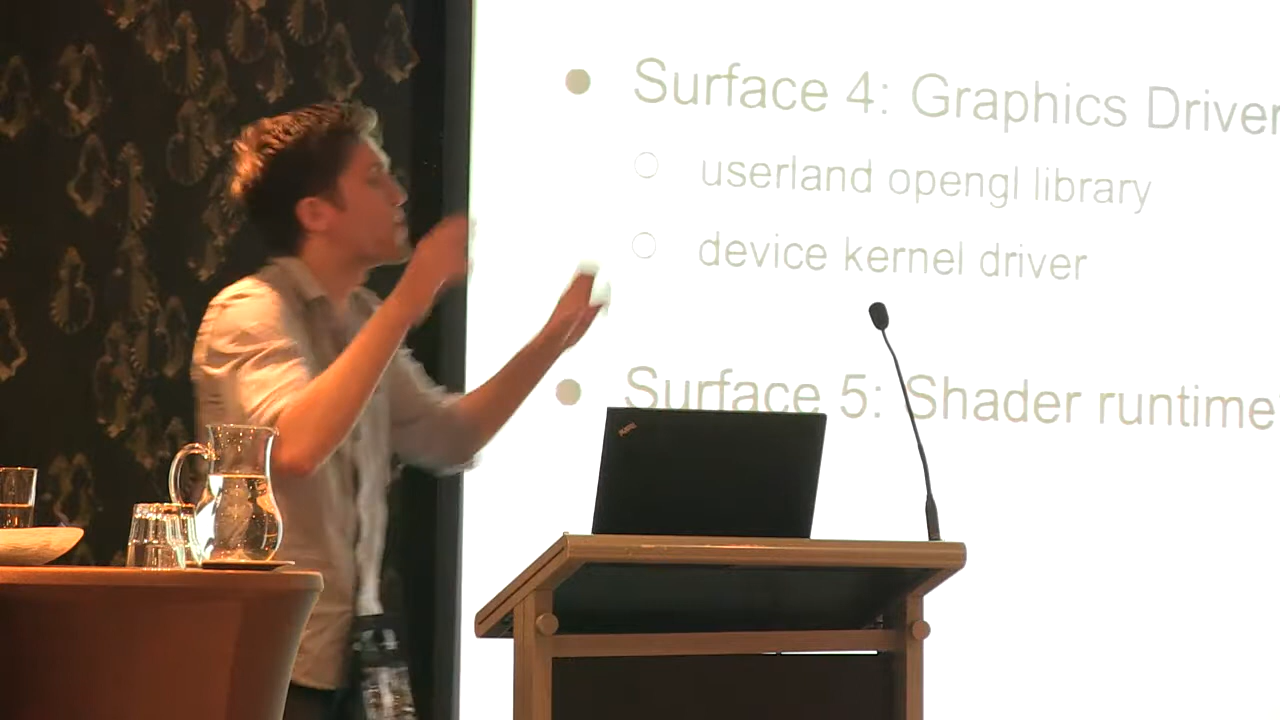 Surface 4: Graphics Driver
userland opengl library
device kernel driver
Surface 5: Shader runtime